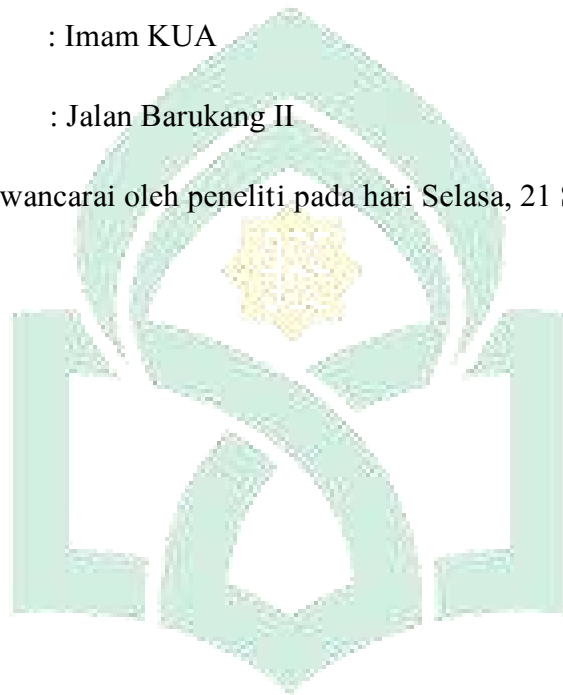 : Imam KUA
: Jalan Barukang II
wancarai oleh peneliti pada hari Selasa, 21